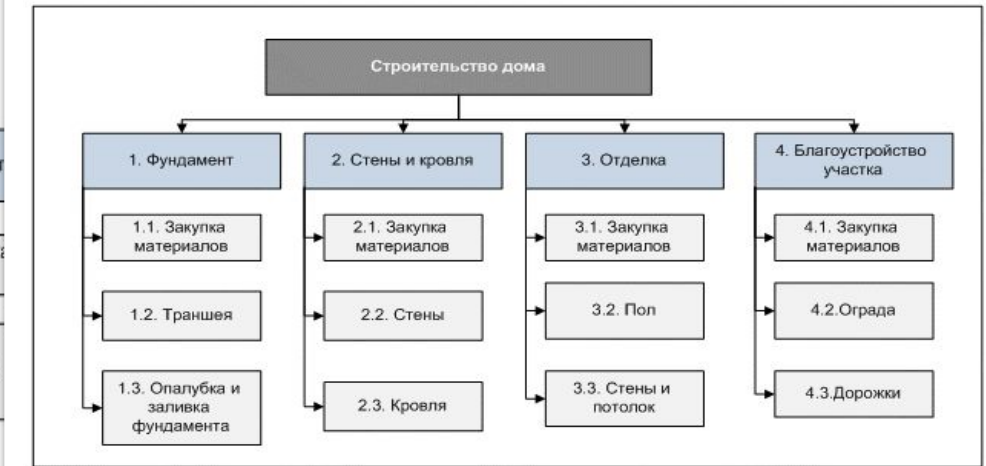 Строительство дома
1. Фундамент
1.1. Закупка
материалов
1.2. Траншея
1.3. Опалубка и
заливка
фундамента
2. Стены и кровля
2.1. Закупка
материалов
2.2. Стены
2.3. Кровля
3. Отделка
3.1. Закупка
материалов
3.2. Пол
3.3. Стены и
потолок
4. Благоустройство
участка
4.1. Закупка
материалов
4.2.Ограда
4.3.Дорожки